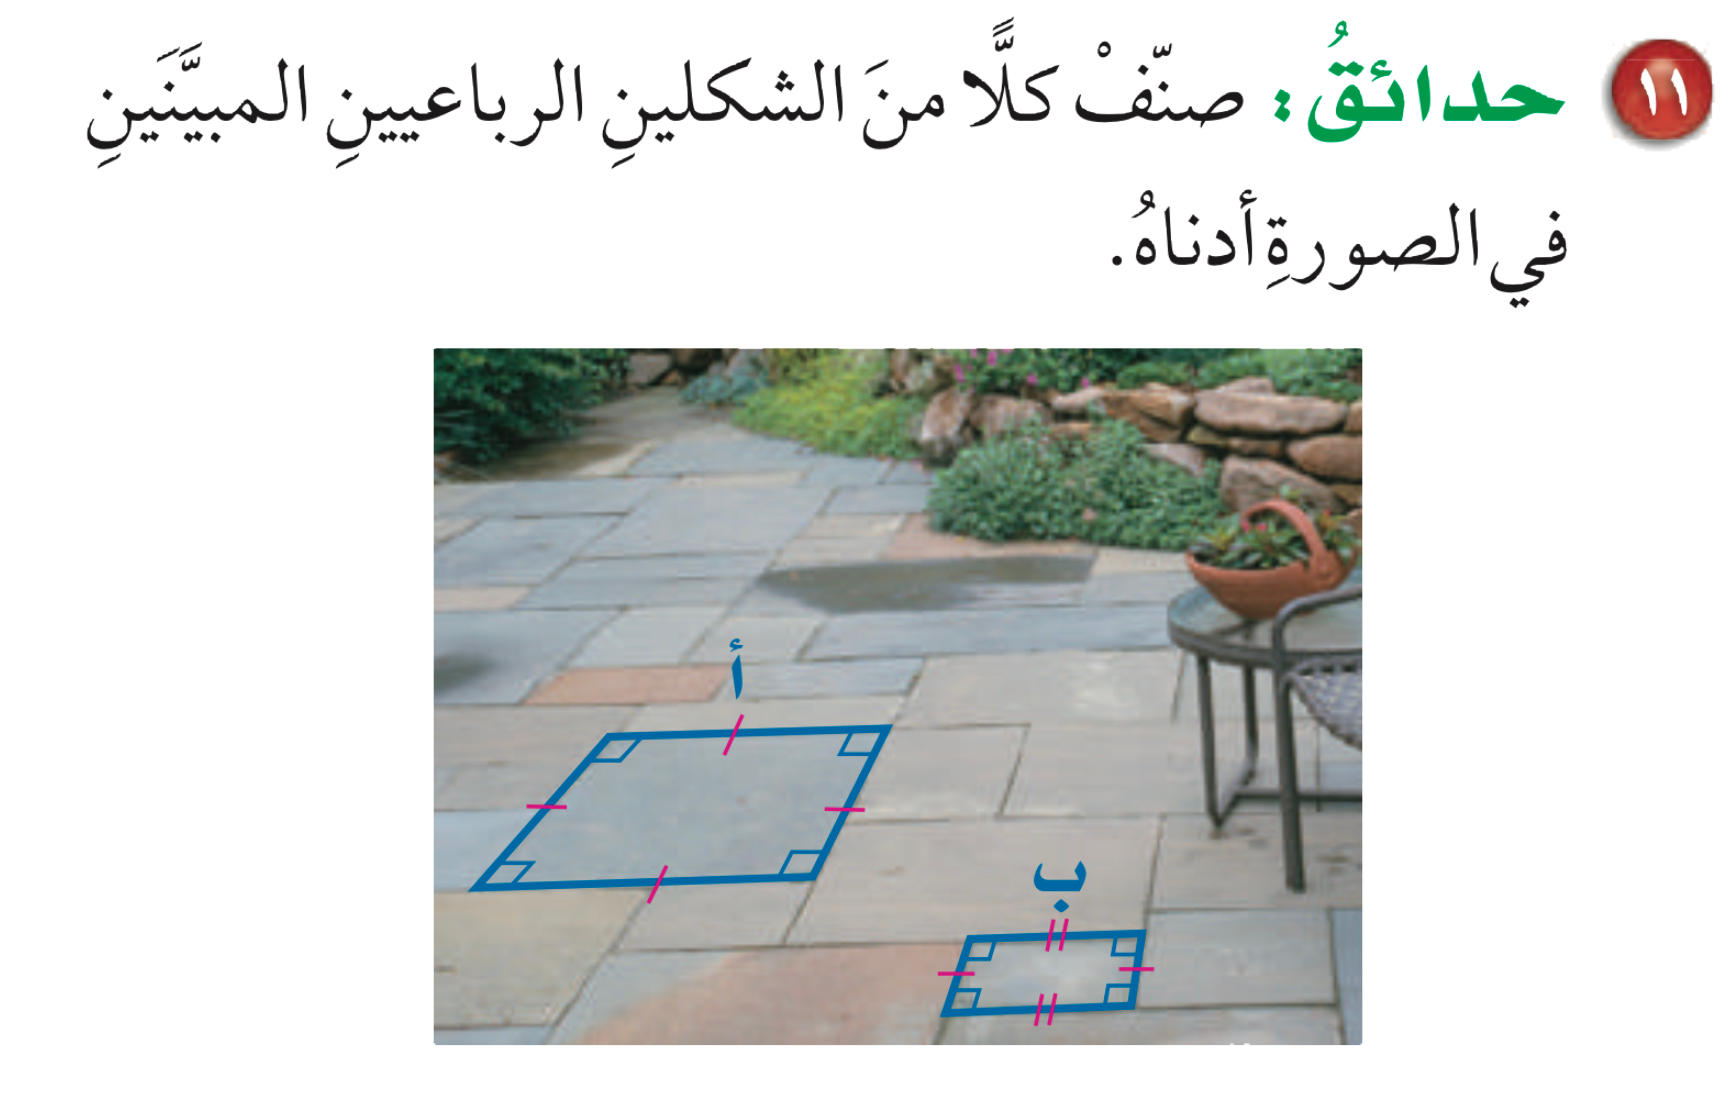 ١١ حدائقُ: صنّفْ كلًّا منَ الشكلينِ الرباعيينِ المبيَّنَينِ
في الصورةِ أدناهُ.
أ
ب